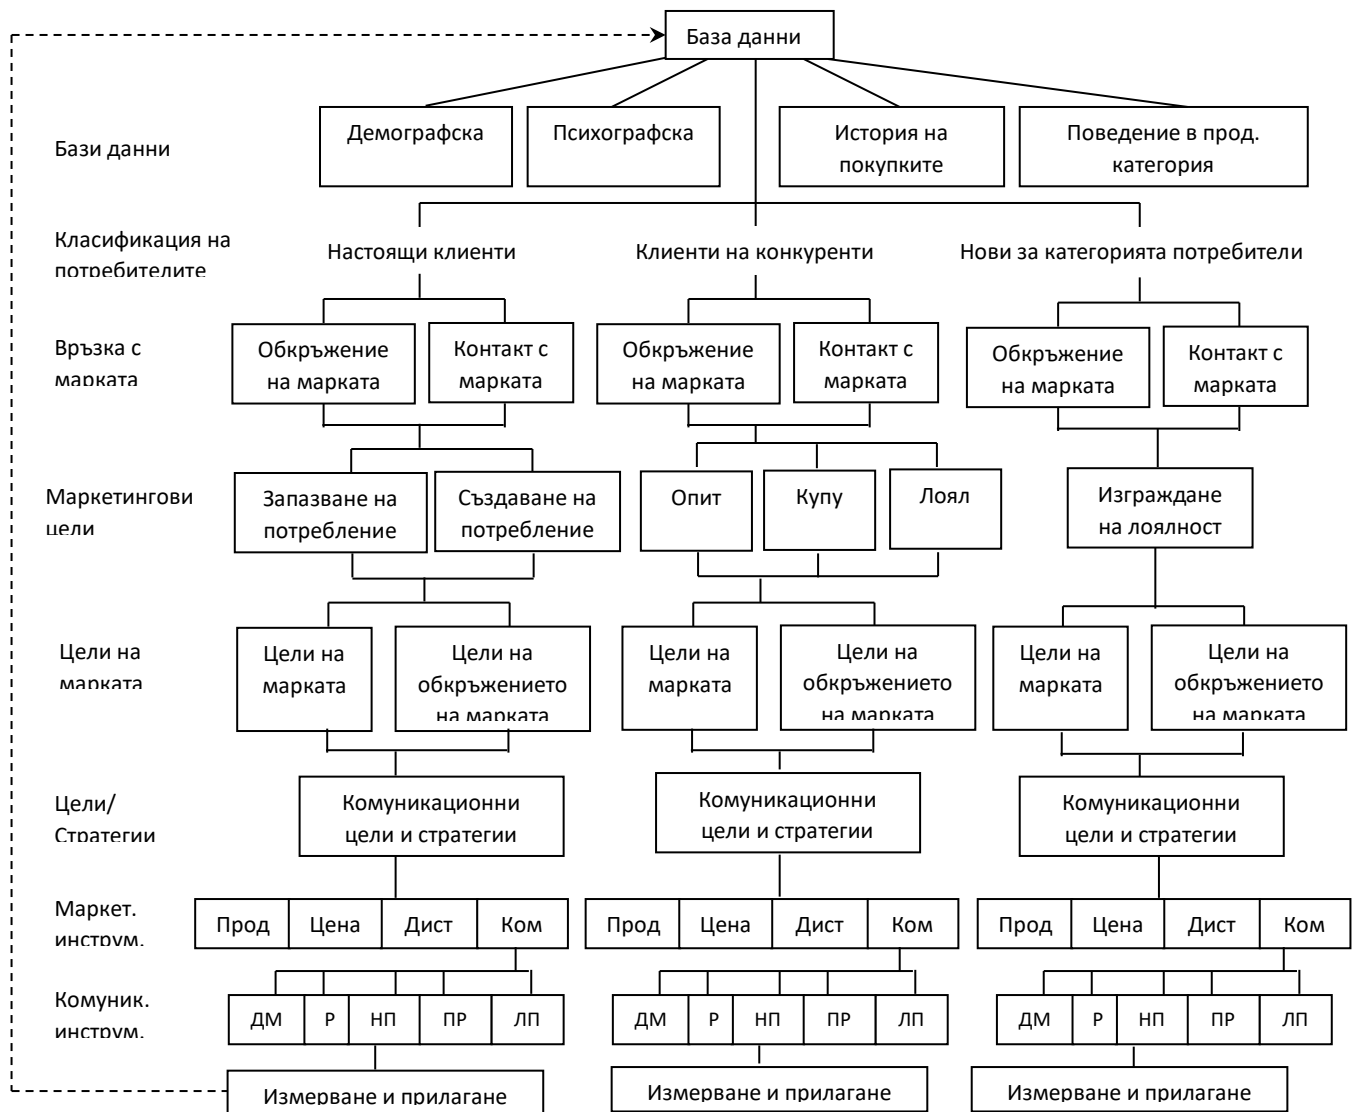 База данни
Демографска
Психографска
История на
покупките
Поведение в прод.
категория
Бази данни
Класификация на
потребителите
Настоящи клиенти
Клиенти на конкуренти
Нови за категорията потребители
Връзка с
марката
Обкръжение
на марката
Контакт с
марката
Обкръжение
на марката
Контакт с
марката
Обкръжение
на марката
Контакт с
марката
Маркетингови
цели
Запазване на
потребление
Създаване на
потребление
Опит
Купу
Лоял
Изграждане
на лоялност
Цели на
марката
Цели на
марката
Цели на
обкръжението
на марката
Цели на
марката
Цели на
обкръжението
на марката
Цели на
марката
Цели на
обкръжението
на марката
Цели/
Стратегии
Комуникационни
цели и стратегии
Комуникационни
цели и стратегии
Комуникационни
цели и стратегии
Маркет.
инструм.
Прод Цена Дист Ком
Прод Цена Дист Ком
Прод Цена Дист Ком
Комуник.
инструм.
ДМ Р НП ПР ЛП
ДМ Р НП ПР ЛП
ДМ Р НП ПР ЛП
Измерване и прилагане
Измерване и прилагане
Измерване и прилагане